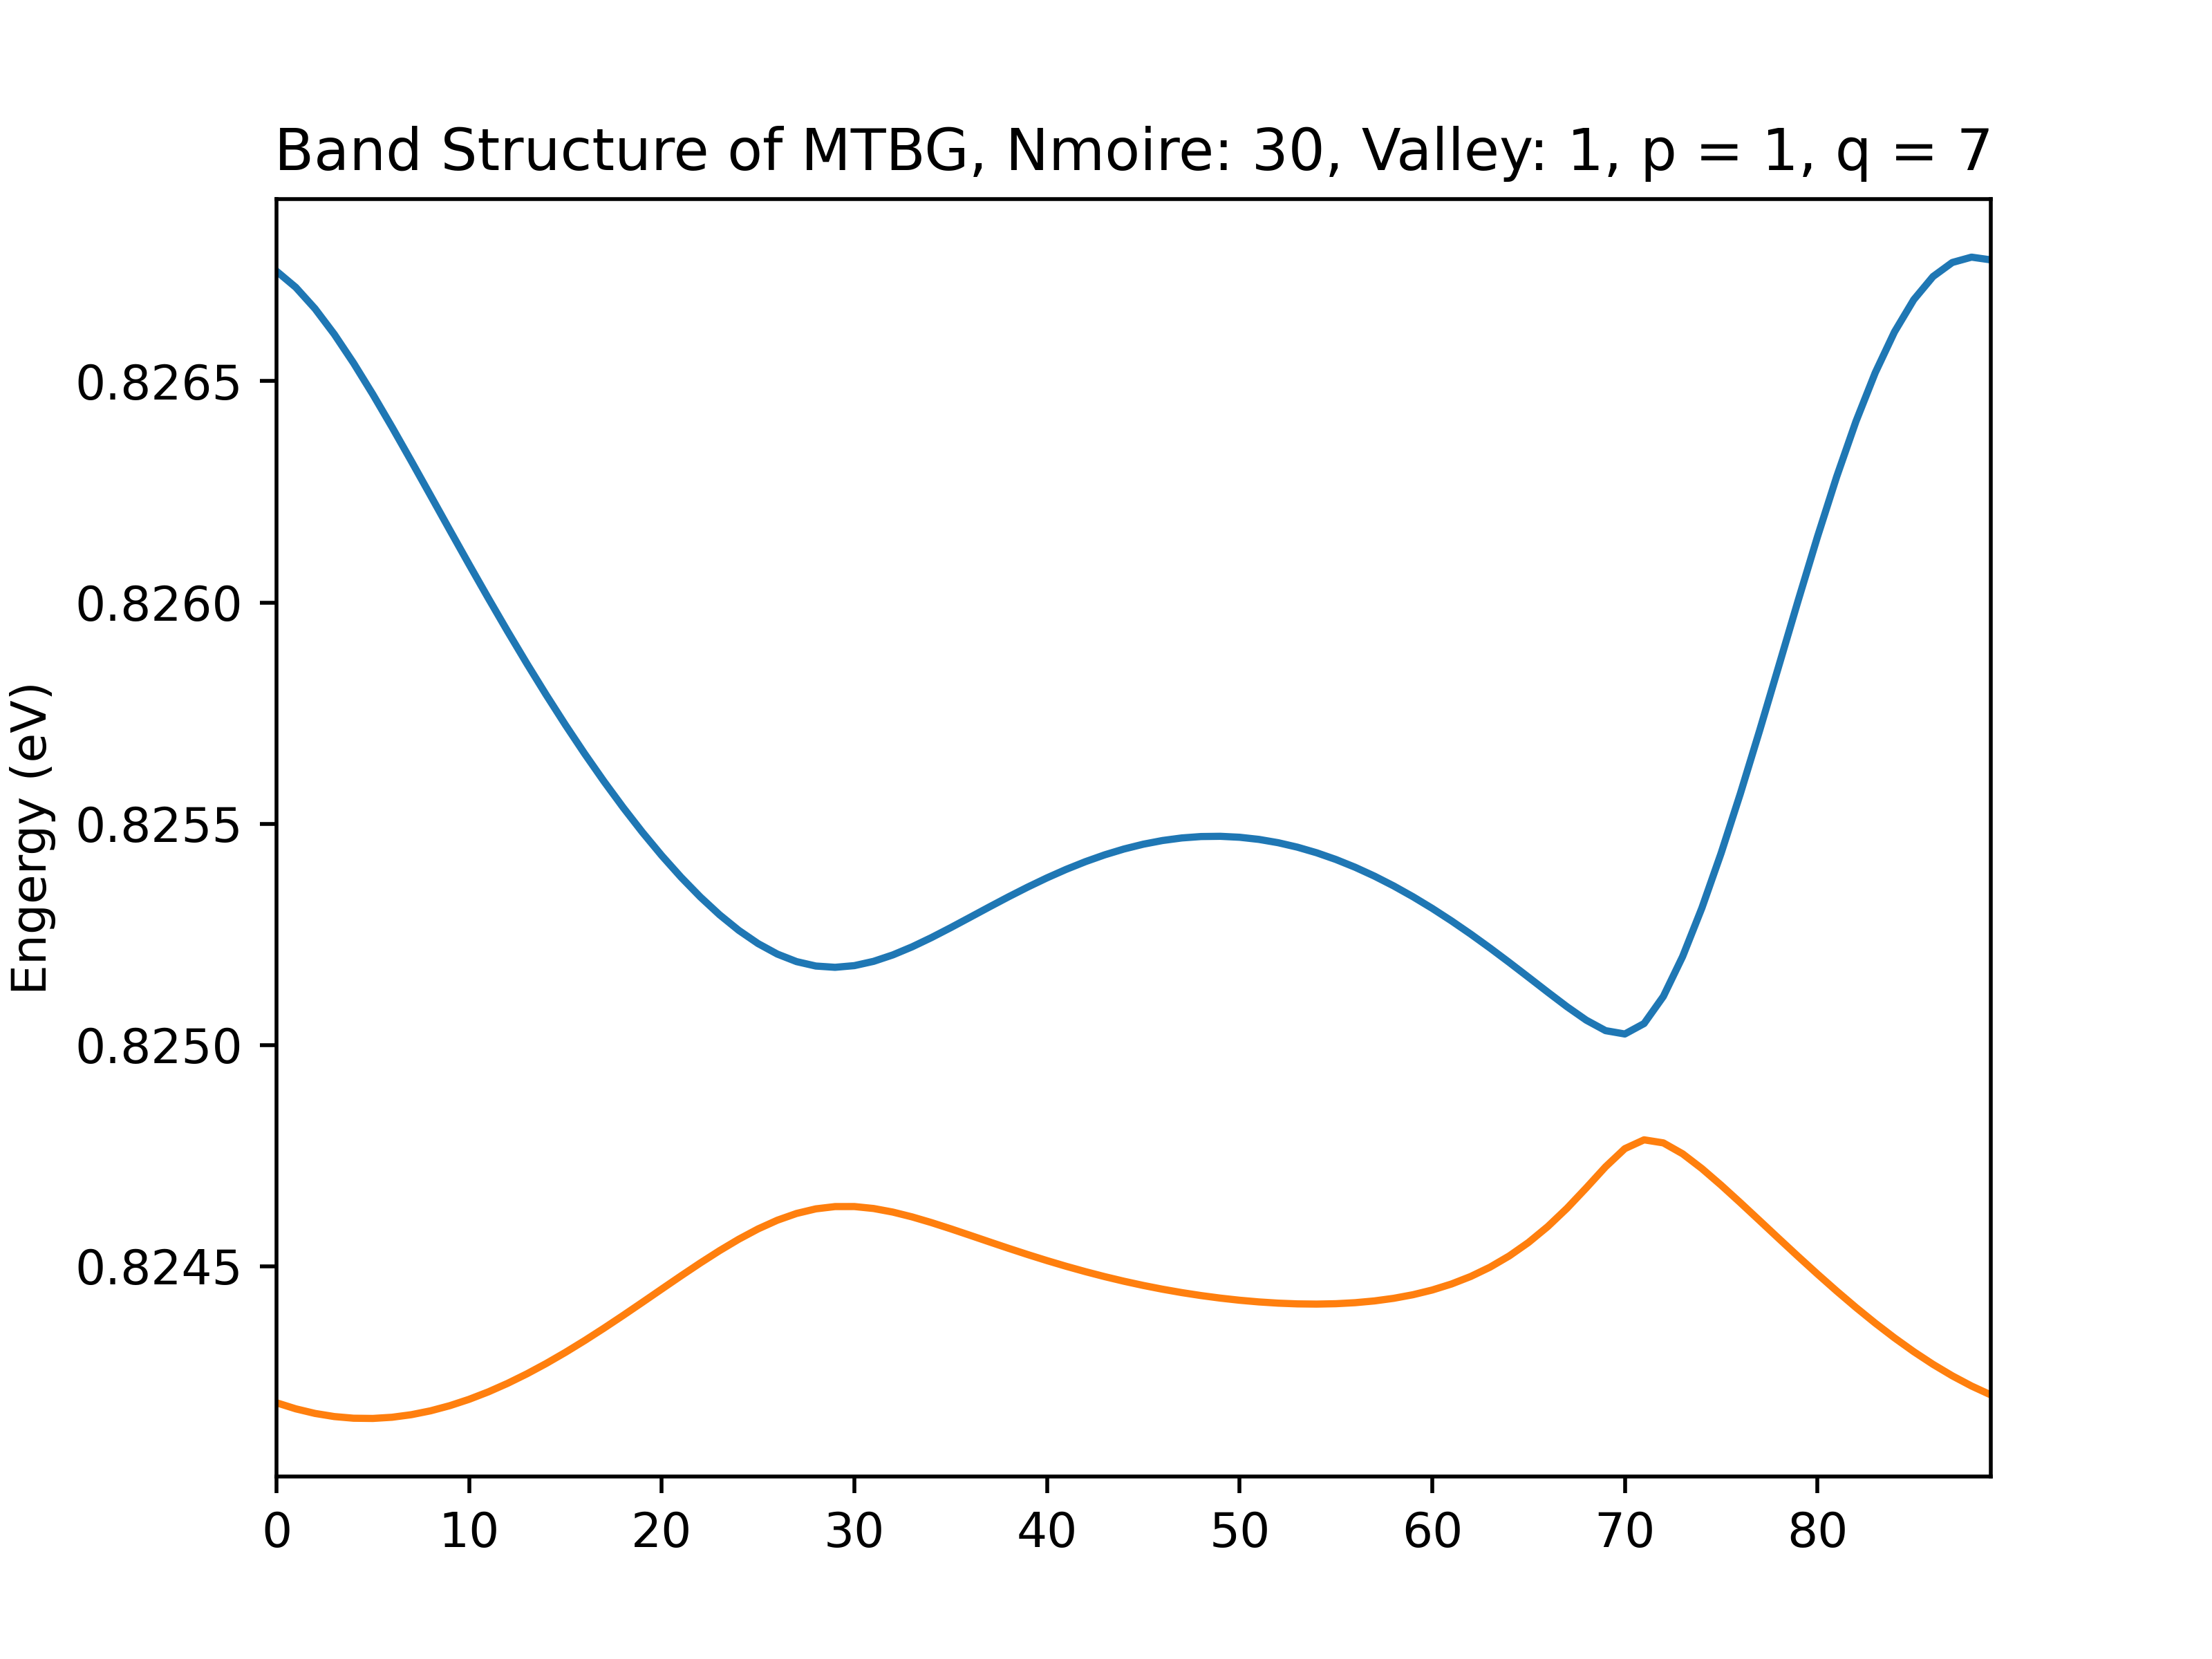 Band Structure of MTBG, Nmoire: 30, Valley: 1, p = 1, q = 7
Engergy (eV)
0.8265
0.8260
0.8255
0.8250
0.8245
0 10 20 30 40 50 60 70 80